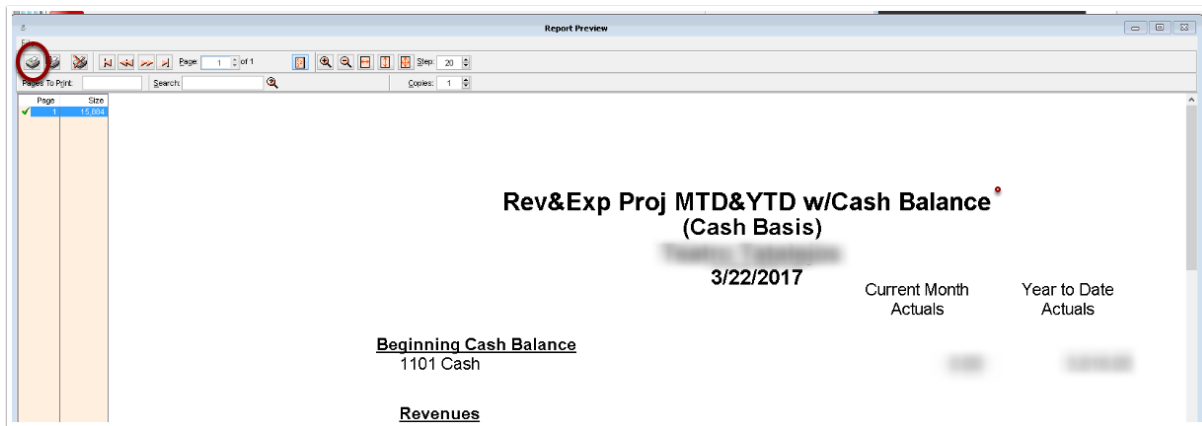 Report Preview
Page: 1 of 1 Step: 20
Pages To Print: Search: Copies: 1
Page Size
1 15,884
Rev&Exp Proj MTD&YTD w/Cash Balance
(Cash Basis)
3/22/2017
Current Month Year to Date
Actuals Actuals
Beginning Cash Balance
1101 Cash
Revenues